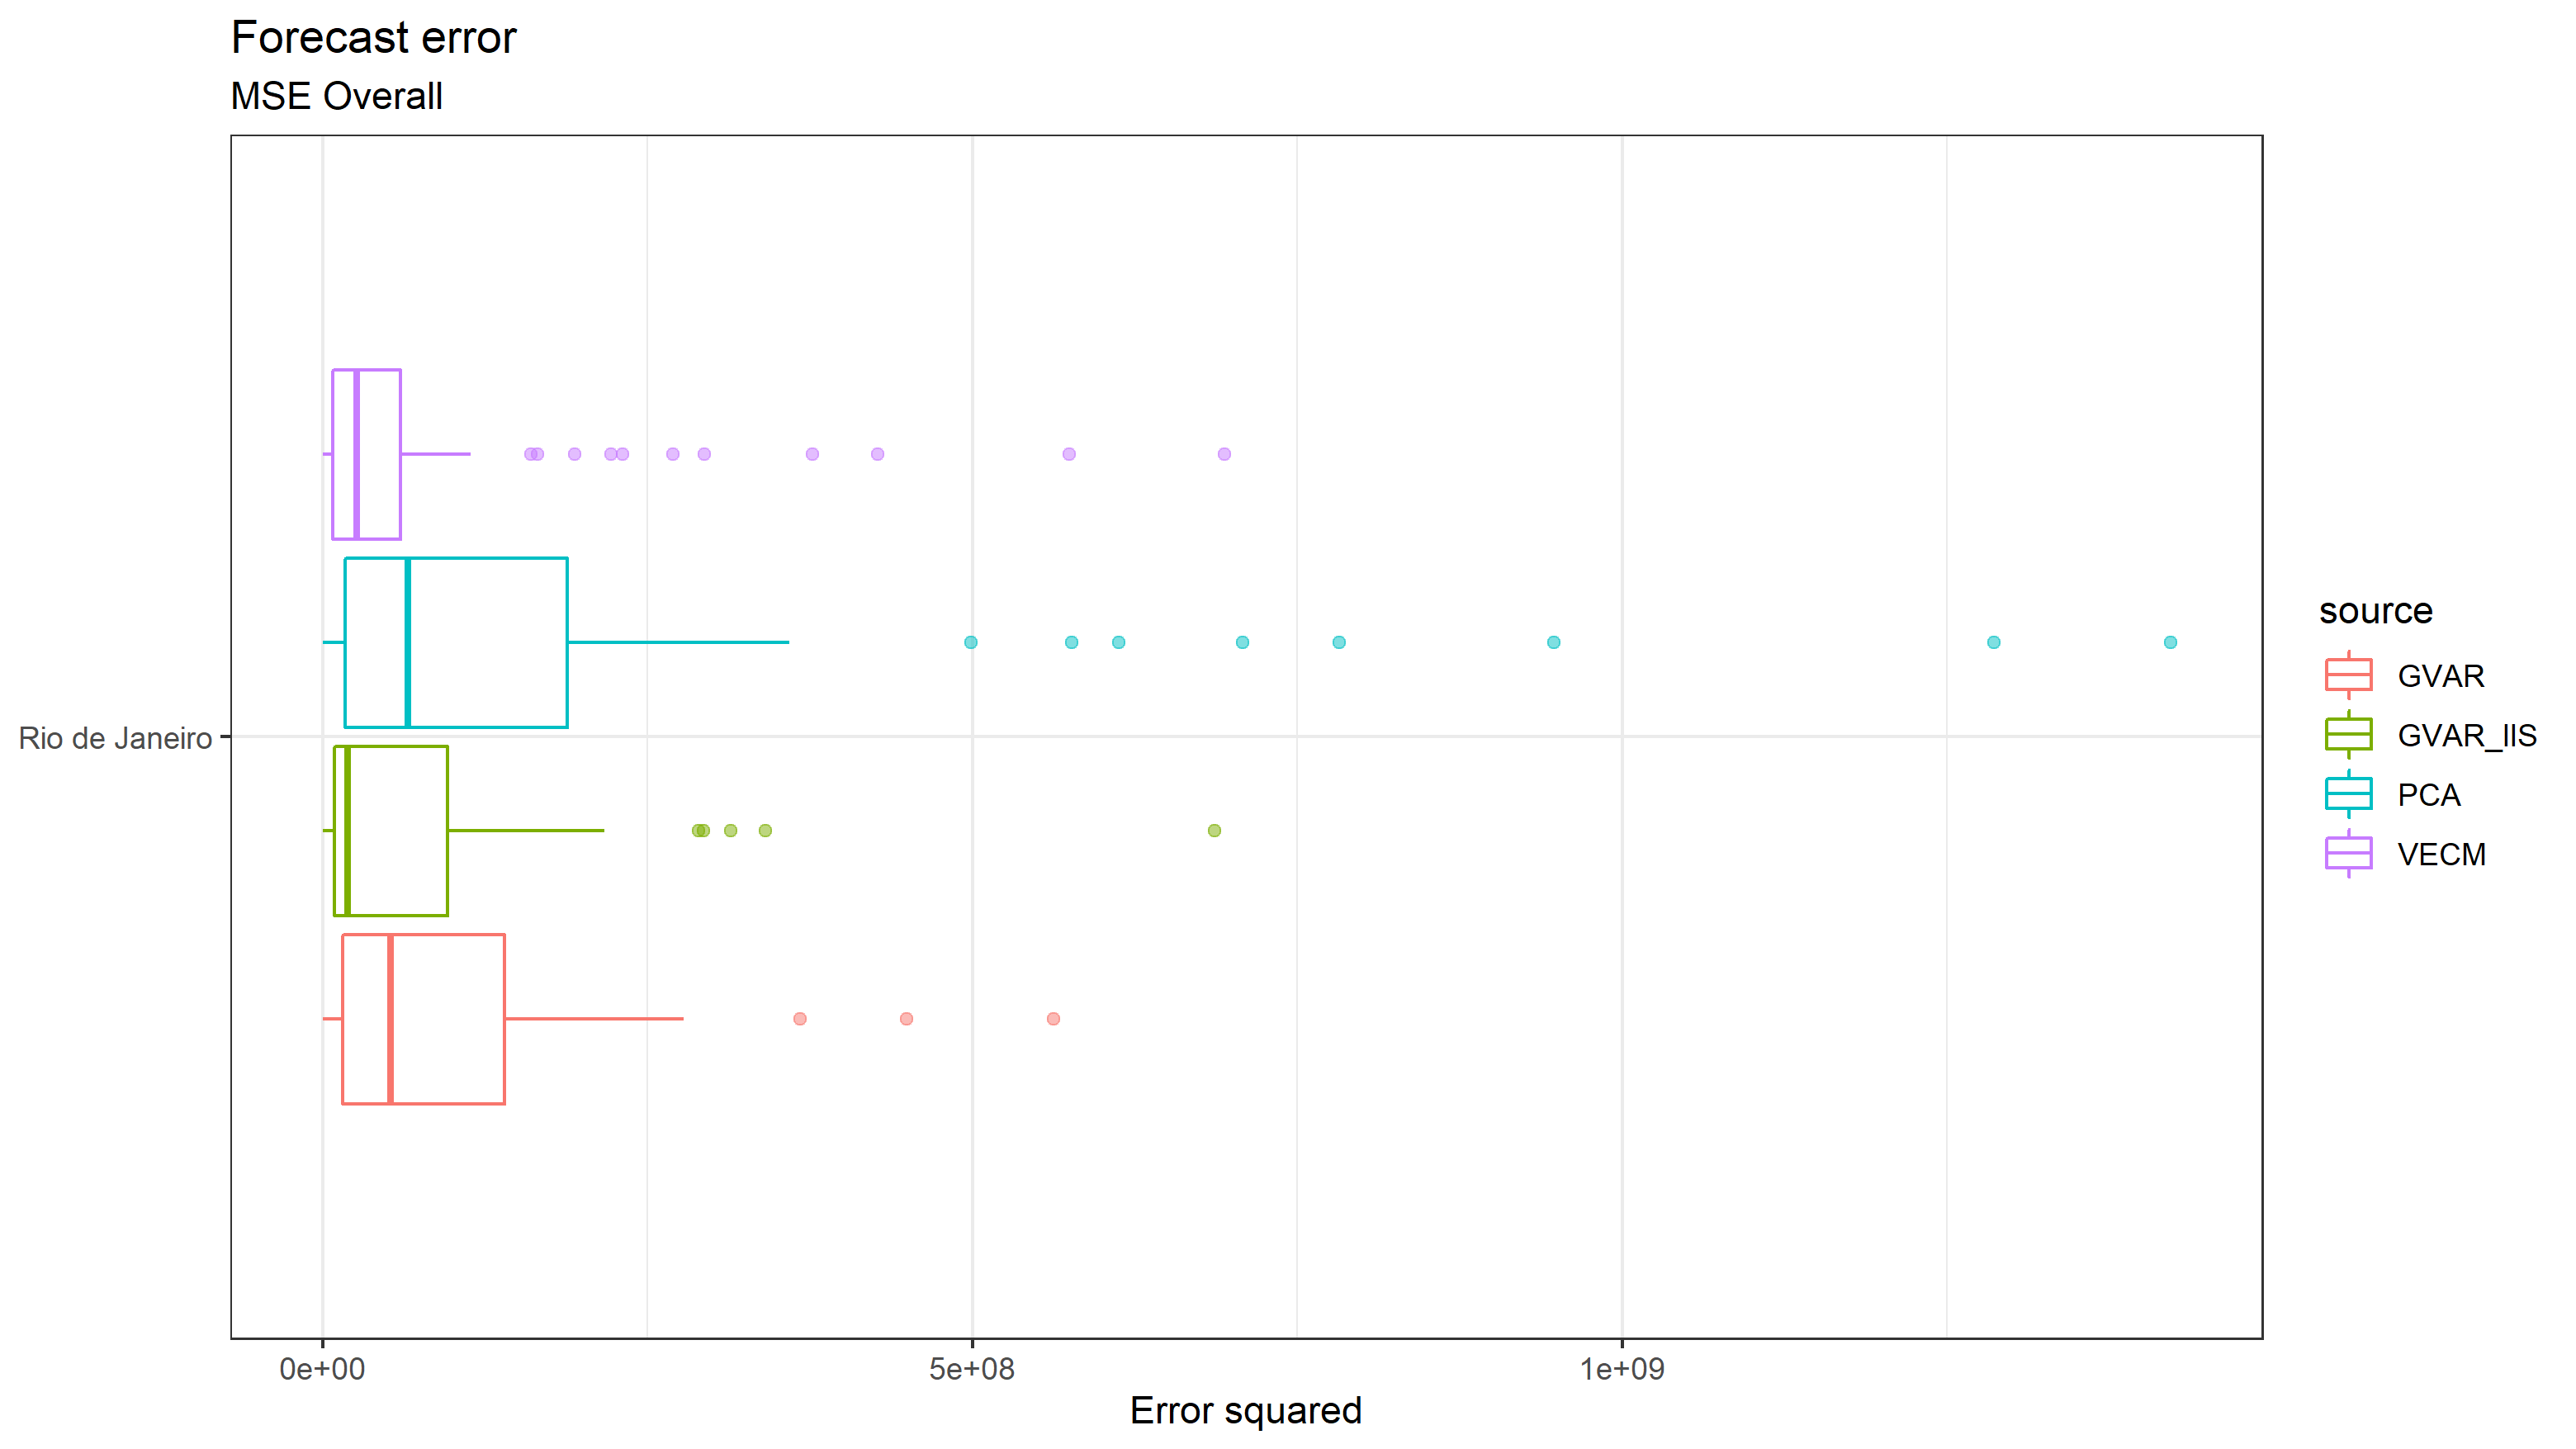 Forecast error
MSE Overall
Rio de Janeiro
0e+00
5e+08
1e+09
Error squared
source
GVAR
GVAR_IIS
PCA
VECM